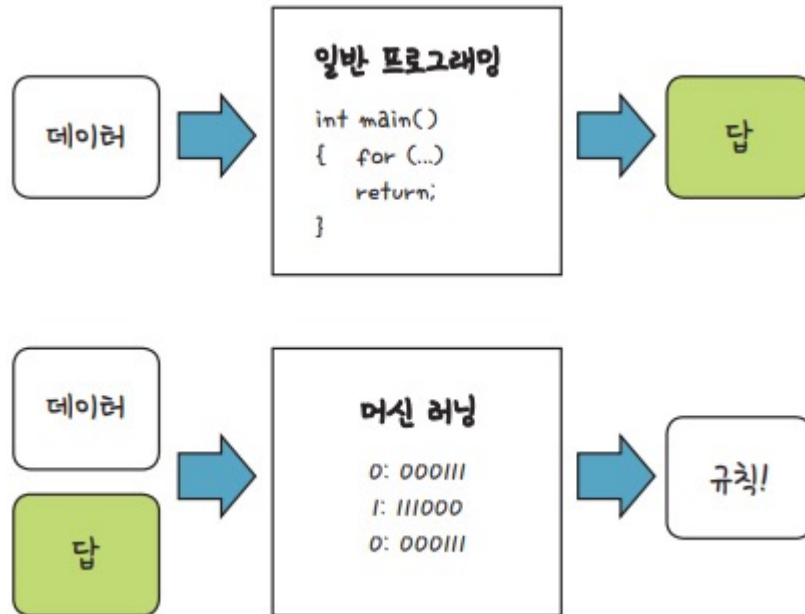 일반 프로그래밍
데이터
int main()
{ for (...)
return;
}
답
데이터
답
머신 러닝
0: 000111
1: 111000
0: 000111
규칙!